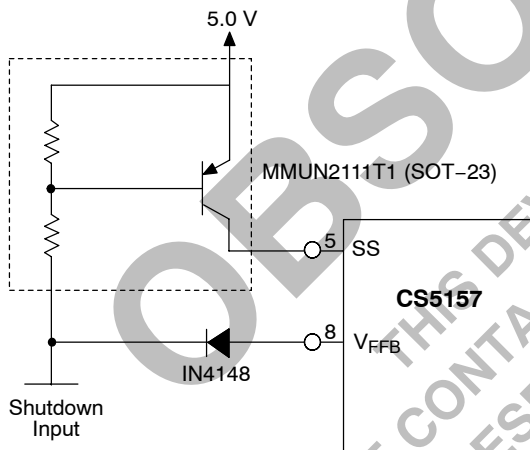 5.0 V
MMUN2111T1 (SOT−23)
5
SS
CS5157
8
VFFB
IN4148
Shutdown
Input
OBSO
THIS DE
CONTA